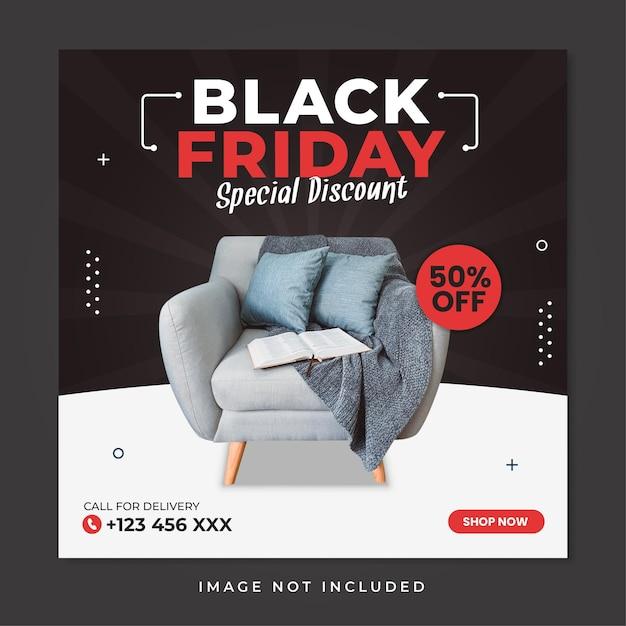 BLACK
FRIDAY
Special Discount
50%
OFF
CALL FOR DELIVERY
+123 456 XXX
SHOP NOW
IMAGE NOT INCLUDED